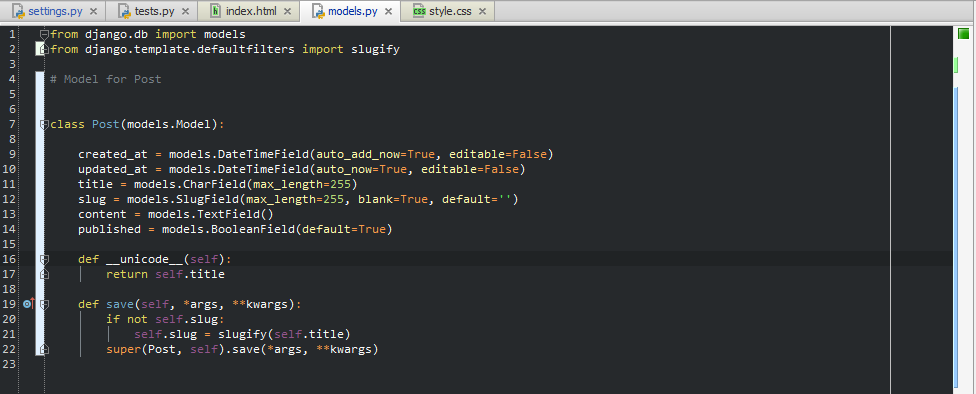 settings.py tests.py index.html models.py style.css
1 from django.db import models
2 from django.template.defaultfilters import slugify
3
4 # Model for Post
5
6
7 class Post(models.Model):
8
9     created_at = models.DateTimeField(auto_add_now=True, editable=False)
10     updated_at = models.DateTimeField(auto_now=True, editable=False)
11     title = models.CharField(max_length=255)
12     slug = models.SlugField(max_length=255, blank=True, default='')
13     content = models.TextField()
14     published = models.BooleanField(default=True)
15
16     def __unicode__(self):
17         return self.title
18
19     def save(self, *args, **kwargs):
20         if not self.slug:
21             self.slug = slugify(self.title)
22         super(Post, self).save(*args, **kwargs)
23